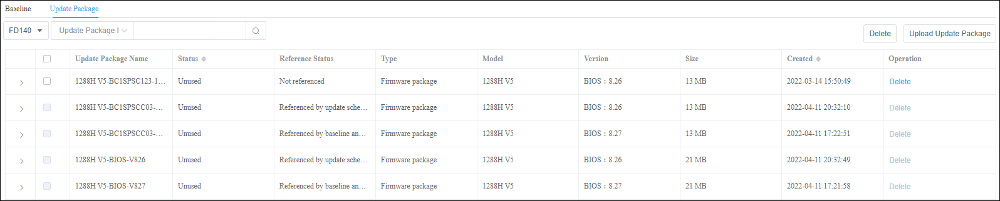 Baseline Update Package
FD140 Update Package I Delete Upload Update Package
Update Package Name Status Reference Status Type Model Version Size Created Operation
1288H V5-BC1SPSC123-1... Unused Not referenced Firmware package 1288H V5 BIOS : 8.26 13 MB 2022-03-14 15:50:49 Delete
1288H V5-BC1SPSCC03-... Unused Referenced by update sche... Firmware package 1288H V5 BIOS : 8.26 13 MB 2022-04-11 20:32:10 Delete
1288H V5-BC1SPSCC03-... Unused Referenced by baseline an... Firmware package 1288H V5 BIOS : 8.27 13 MB 2022-04-11 17:22:51 Delete
1288H V5-BIOS-V826 Unused Referenced by update sche... Firmware package 1288H V5 BIOS : 8.26 21 MB 2022-04-11 20:32:49 Delete
1288H V5-BIOS-V827 Unused Referenced by baseline an... Firmware package 1288H V5 BIOS : 8.27 21 MB 2022-04-11 17:21:58 Delete